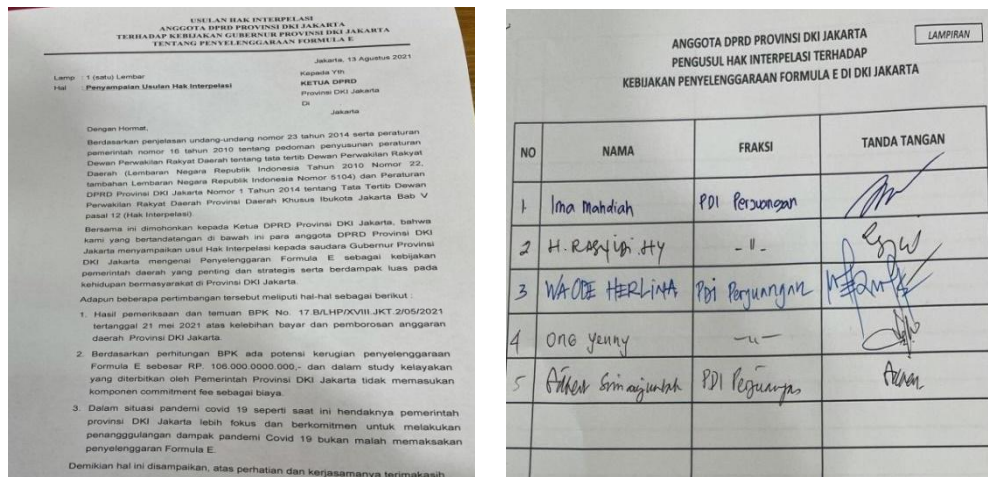 USULAN HAK INTERPELASI
ANGGOTA DPRD PROVINSI DKI JAKARTA
TERHADAP KEBIJAKAN GUBERNUR PROVINSI DKI JAKARTA
TENTANG PENYELENGGARAAN FORMULA E
Jakarta, 13 Agustus 2021
Lamp : 1 (satu) Lembar
Hal : Penyampaian Usulan Hak Interpelasi
Kepada Yth
KETUA DPRD
Provinsi DKI Jakarta
Di
Jakarta
Dengan Hormat,
Berdasarkan penjelasan undang-undang nomor 23 tahun 2014 serta peraturan
pemerintah nomor 16 tahun 2010 tentang pedoman penyusunan peraturan
Dewan Perwakilan Rakyat Daerah tentang tata tertib Dewan Perwakilan Rakyat
Daerah (Lembaran Negara Republik Indonesia Tahun 2010 Nomor 22,
tambahan Lembaran Negara Republik Indonesia Nomor 5104) dan Peraturan
DPRD Provinsi DKI Jakarta Nomor 1 Tahun 2014 tentang Tata Tertib Dewan
Perwakilan Rakyat Daerah Provinsi Daerah Khusus Ibukota Jakarta Bab V
pasal 12 (Hak Interpelasi).
Bersama ini dimohonkan kepada Ketua DPRD Provinsi DKI Jakarta, bahwa
kami yang bertandatangan di bawah ini para anggota DPRD Provinsi DKI
Jakarta menyampaikan usul Hak Interpelasi kepada saudara Gubernur Provinsi
DKI Jakarta mengenai Penyelenggaraan Formula E sebagai kebijakan
pemerintah daerah yang penting dan strategis serta berdampak luas pada
kehidupan bermasyarakat di Provinsi DKI Jakarta.
Adapun beberapa pertimbangan tersebut meliputi hal-hal sebagai berikut :
1. Hasil pemeriksaan dan temuan BPK No. 17.B/LHP/XVIII.JKT.2/05/2021
tertanggal 21 mei 2021 atas kelebihan bayar dan pemborosan anggaran
daerah Provinsi DKI Jakarta.
2. Berdasarkan perhitungan BPK ada potensi kerugian penyelenggaraan
Formula E sebesar RP. 106.000.0000.000,- dan dalam study kelayakan
yang diterbitkan oleh Pemerintah Provinsi DKI Jakarta tidak memasukan
komponen commitment fee sebagai biaya.
3. Dalam situasi pandemi covid 19 seperti saat ini hendaknya pemerintah
provinsi DKI Jakarta lebih fokus dan berkomitmen untuk melakukan
penangggulangan dampak pandemi Covid 19 bukan malah memaksakan
penyelenggaran Formula E.
Demikian hal ini disampaikan, atas perhatian dan kerjasamanya terimakasih
LAMPIRAN
ANGGOTA DPRD PROVINSI DKI JAKARTA
PENGUSUL HAK INTERPELASI TERHADAP
KEBIJAKAN PENYELENGGARAAN FORMULA E DI DKI JAKARTA
NO NAMA FRAKSI TANDA TANGAN
1 Ima Mahdiah PDI Perjuangan
2 H. RASYIDI. HY - 11 -
3 WA ODE HERLINA PDI Perjuangan
4 Ong Yenny - 11 -
5 PDI Perjuangan